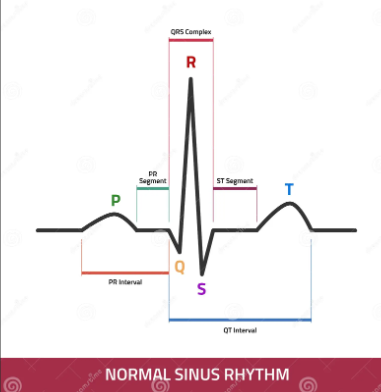 QRS Complex
R
PR
Segment
ST Segment
P
T
Q
S
PR Interval
QT Interval
NORMAL SINUS RHYTHM